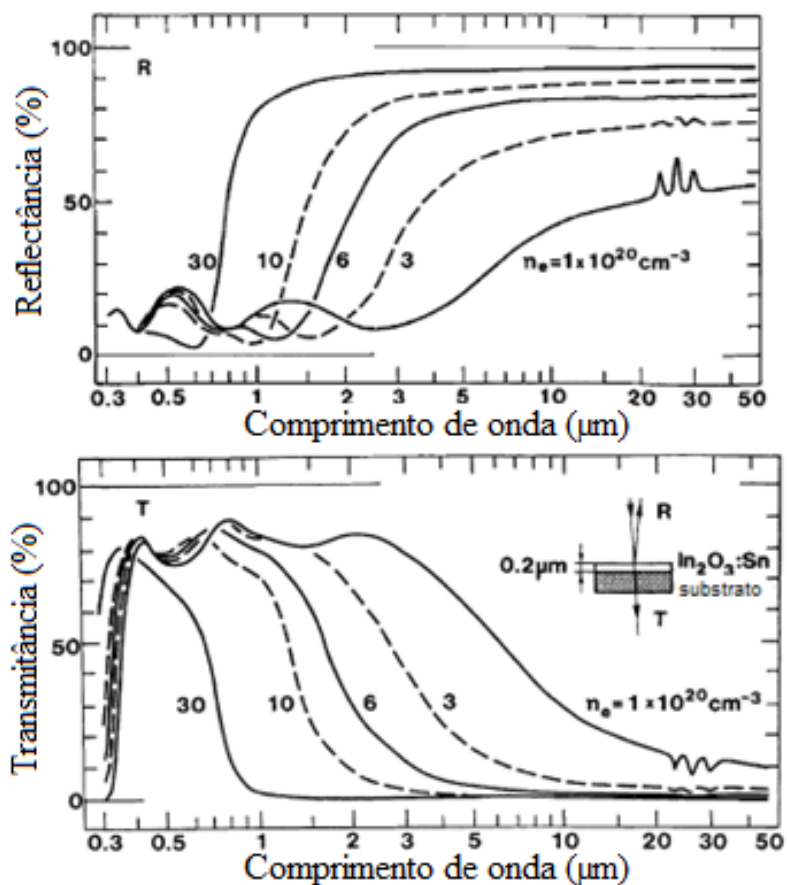 Reflectância (%)
100
R
50
30
10
6
3
nₑ=1x10²⁰cm⁻³
0
0.3 0.5 1 2 3 5 10 20 30 50
Comprimento de onda (µm)
Transmitância (%)
100
T
R
0.2µm
In₂O₃:Sn
substrato
T
50
30
10
6
3
nₑ=1x10²⁰cm⁻³
0
0.3 0.5 1 2 3 5 10 20 30 50
Comprimento de onda (µm)